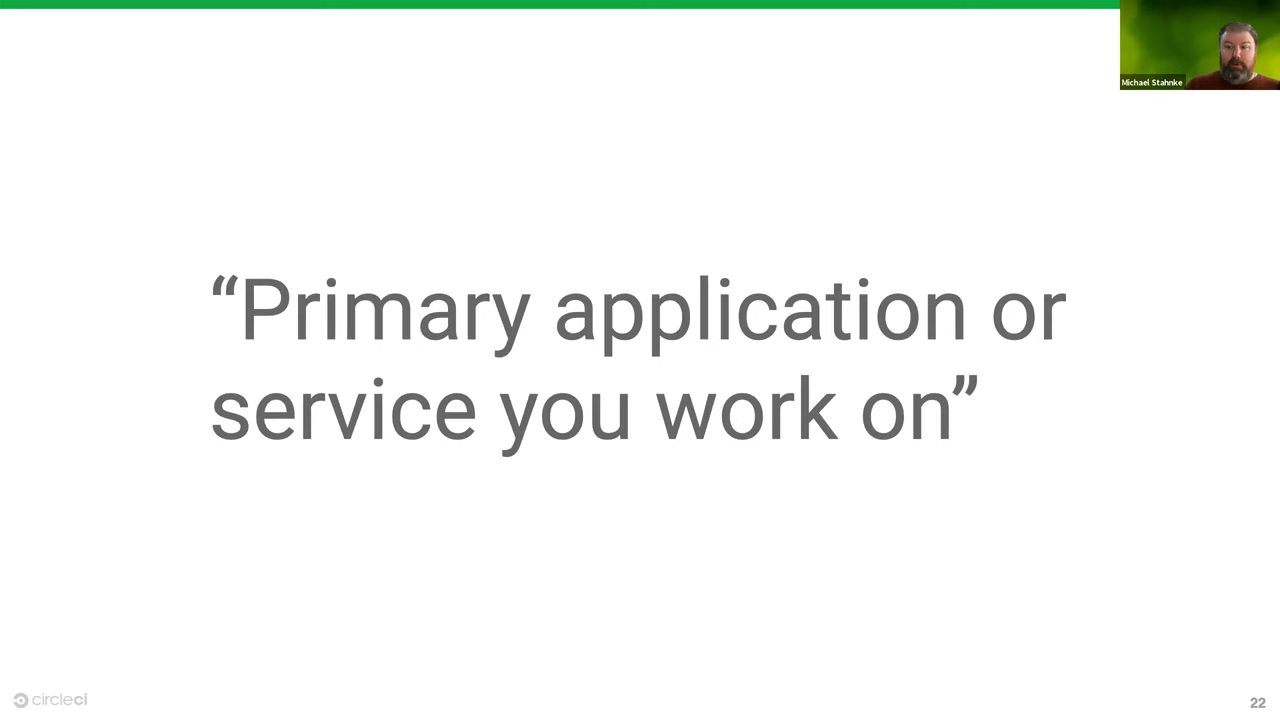 Michael Stahnke
“Primary application or
service you work on”
circleci
22